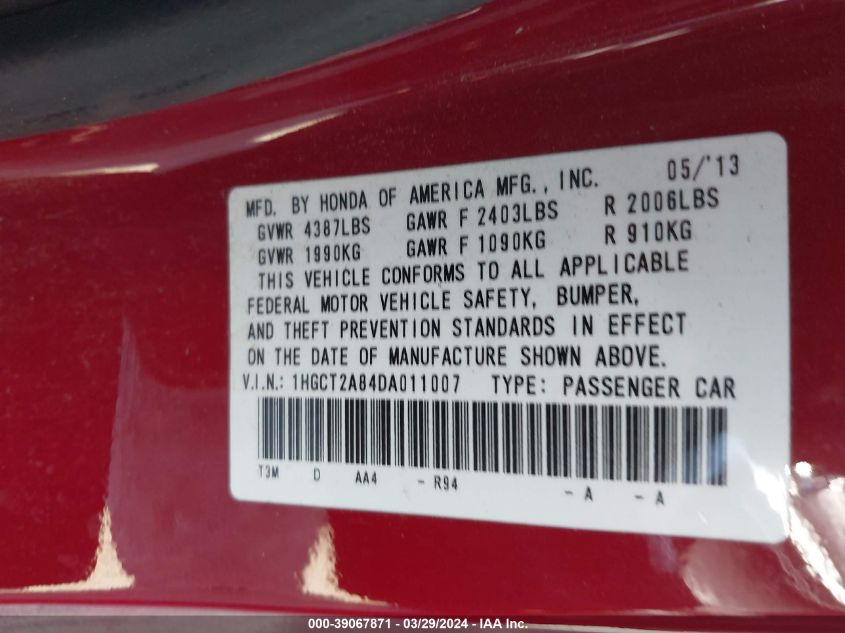 MFD. BY HONDA OF AMERICA MFG., INC. 05/'13
GVWR 4387LBS GAWR F 2403LBS R 2006LBS
GVWR 1990KG GAWR F 1090KG R 910KG
THIS VEHICLE CONFORMS TO ALL APPLICABLE
FEDERAL MOTOR VEHICLE SAFETY, BUMPER,
AND THEFT PREVENTION STANDARDS IN EFFECT
ON THE DATE OF MANUFACTURE SHOWN ABOVE.
V.I.N.: 1HGCT2A84DA011007 TYPE: PASSENGER CAR
T3M D AA4 - R94 - A - A
000-39067871 - 03/29/2024 - IAA Inc.